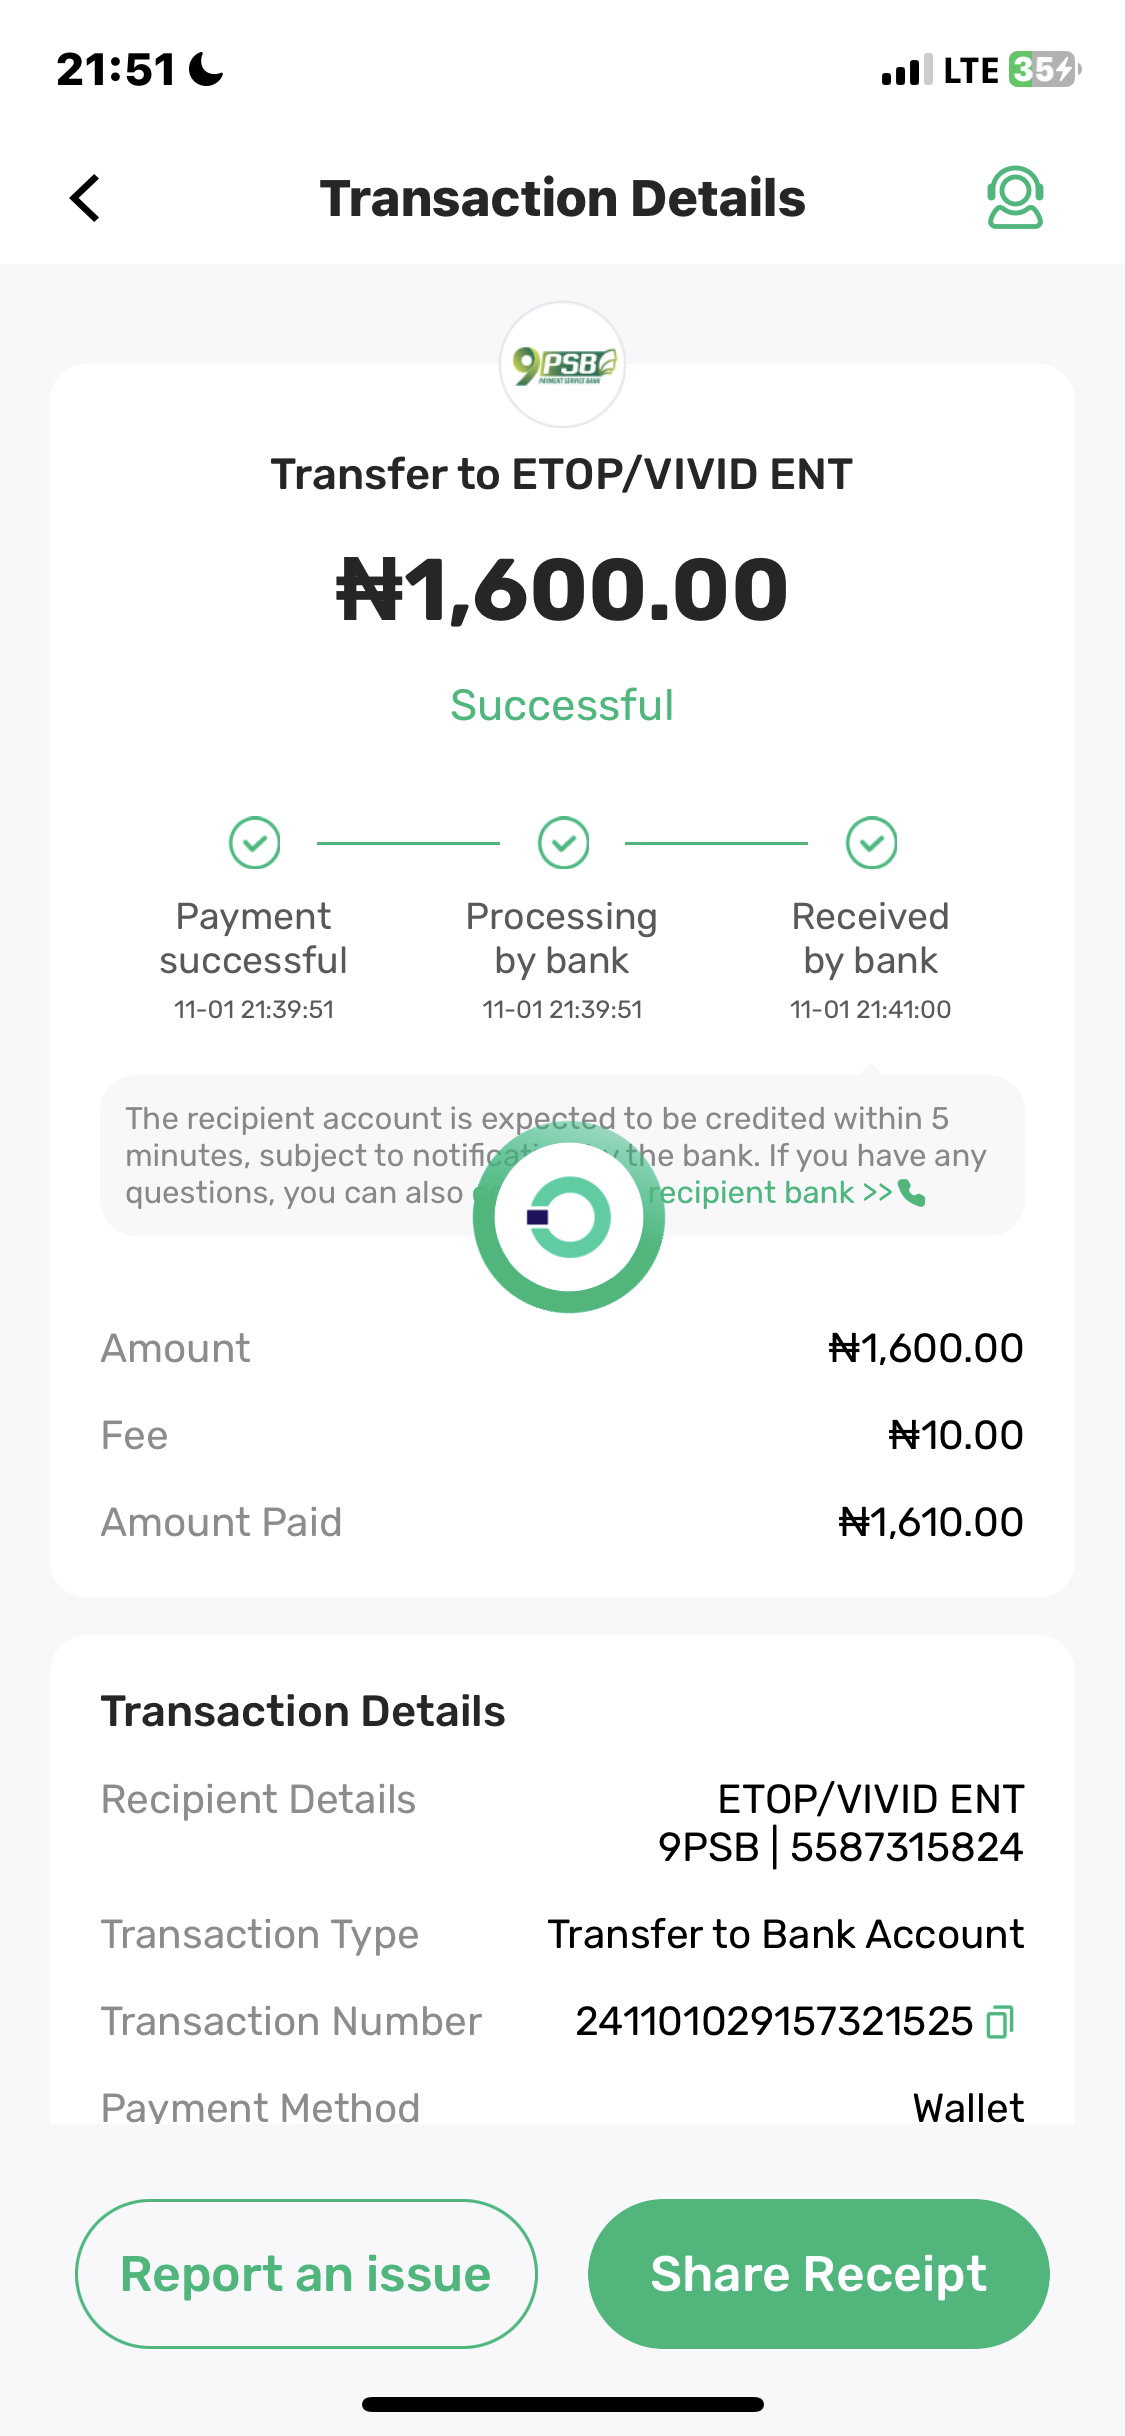 21:51
LTE 35
Transaction Details
9PSB
PAYMENT SERVICE BANK
Transfer to ETOP/VIVID ENT
₦1,600.00
Successful
Payment successful
11-01 21:39:51
Processing by bank
11-01 21:39:51
Received by bank
11-01 21:41:00
The recipient account is expected to be credited within 5
minutes, subject to the bank. If you have any
questions, you can also recipient bank >>
Amount ₦1,600.00
Fee ₦10.00
Amount Paid ₦1,610.00
Transaction Details
Recipient Details ETOP/VIVID ENT
9PSB | 5587315824
Transaction Type Transfer to Bank Account
Transaction Number 241101029157321525
Payment Method Wallet
Report an issue Share Receipt